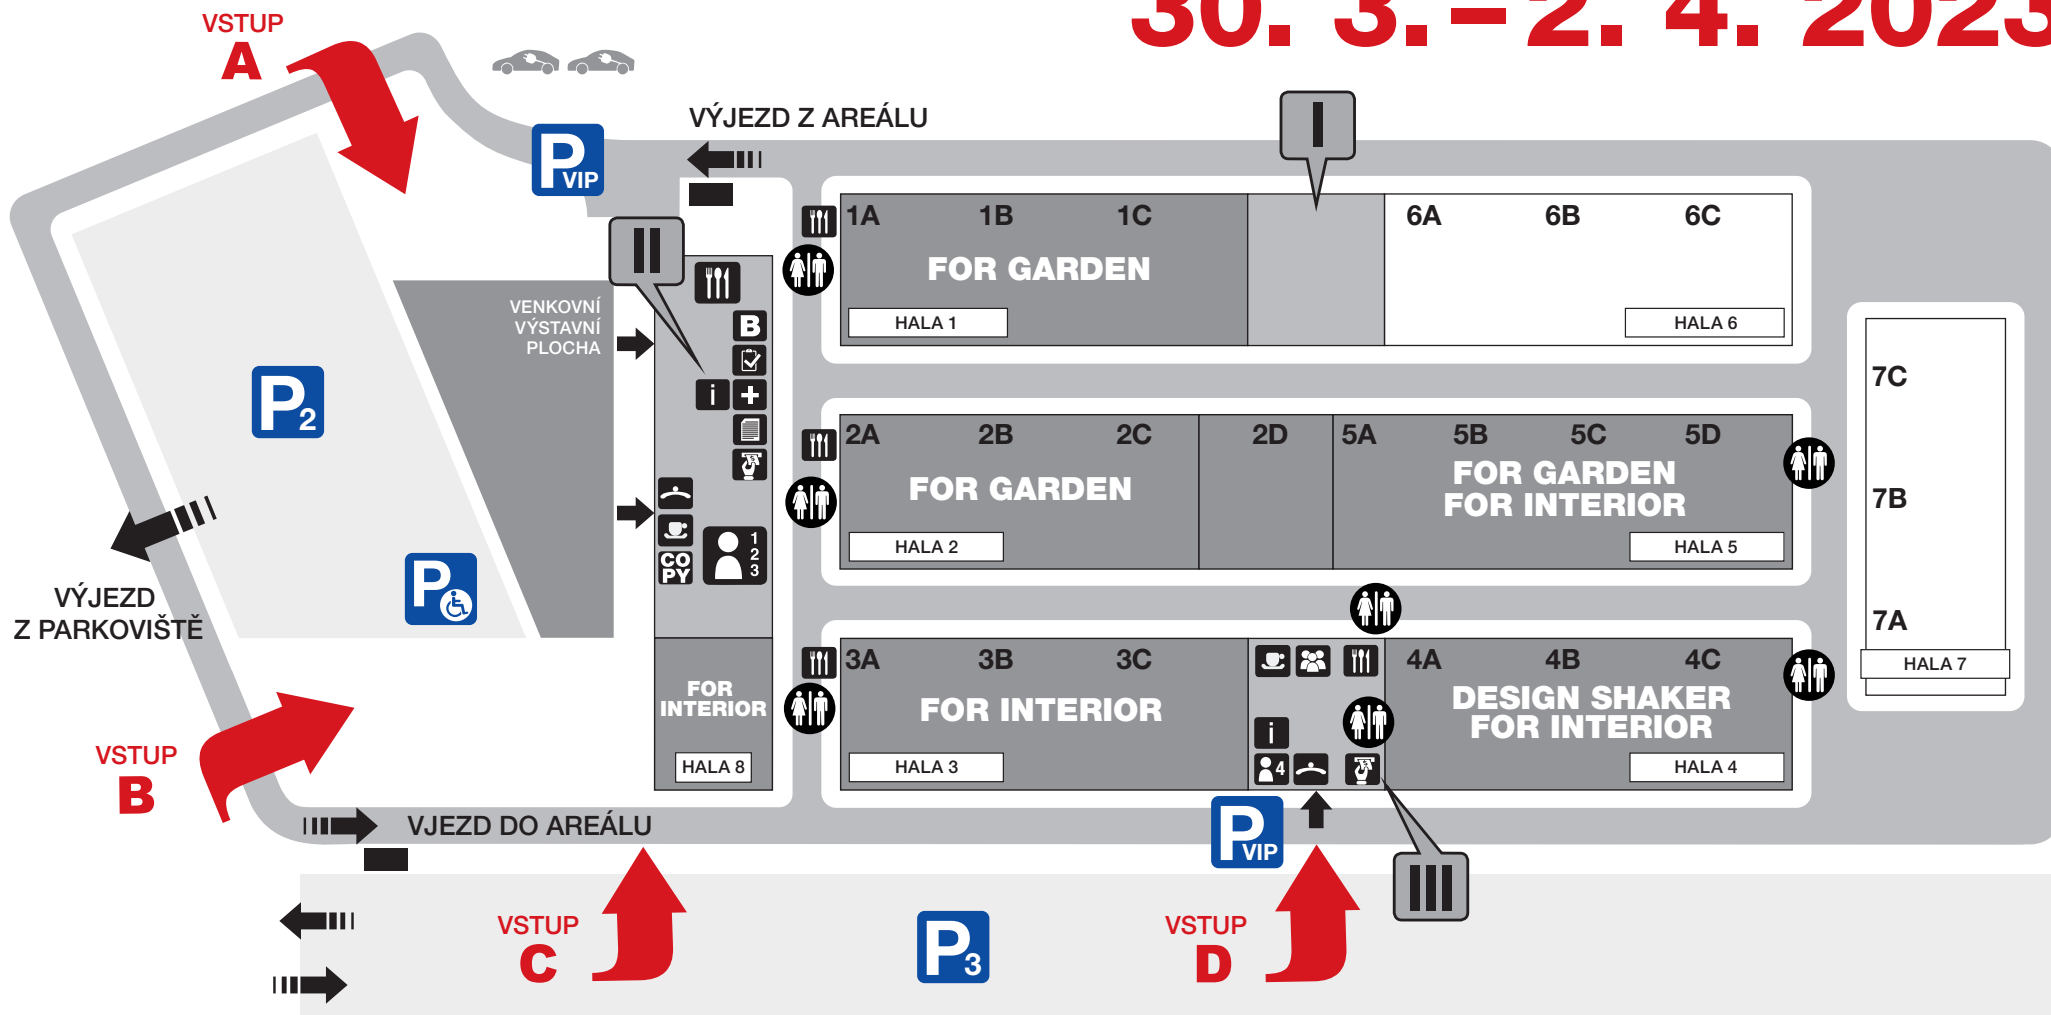 30. 3. – 2. 4. 2023
VSTUP
A
VÝJEZD Z AREÁLU
P VIP
I
II
1A 1B 1C
FOR GARDEN
HALA 1
6A 6B 6C
HALA 6
VENKOVNÍ
VÝSTAVNÍ
PLOCHA
B
i
P2
7C
7B
7A
HALA 7
2A 2B 2C 2D
FOR GARDEN
HALA 2
5A 5B 5C 5D
FOR GARDEN
FOR INTERIOR
HALA 5
CO
PY
1
2
3
P
VÝJEZD
Z PARKOVIŠTĚ
FOR
INTERIOR
HALA 8
3A 3B 3C
FOR INTERIOR
HALA 3
i
4
4A 4B 4C
DESIGN SHAKER
FOR INTERIOR
HALA 4
VSTUP
B
VJEZD DO AREÁLU
P VIP
III
VSTUP
C
P3
VSTUP
D